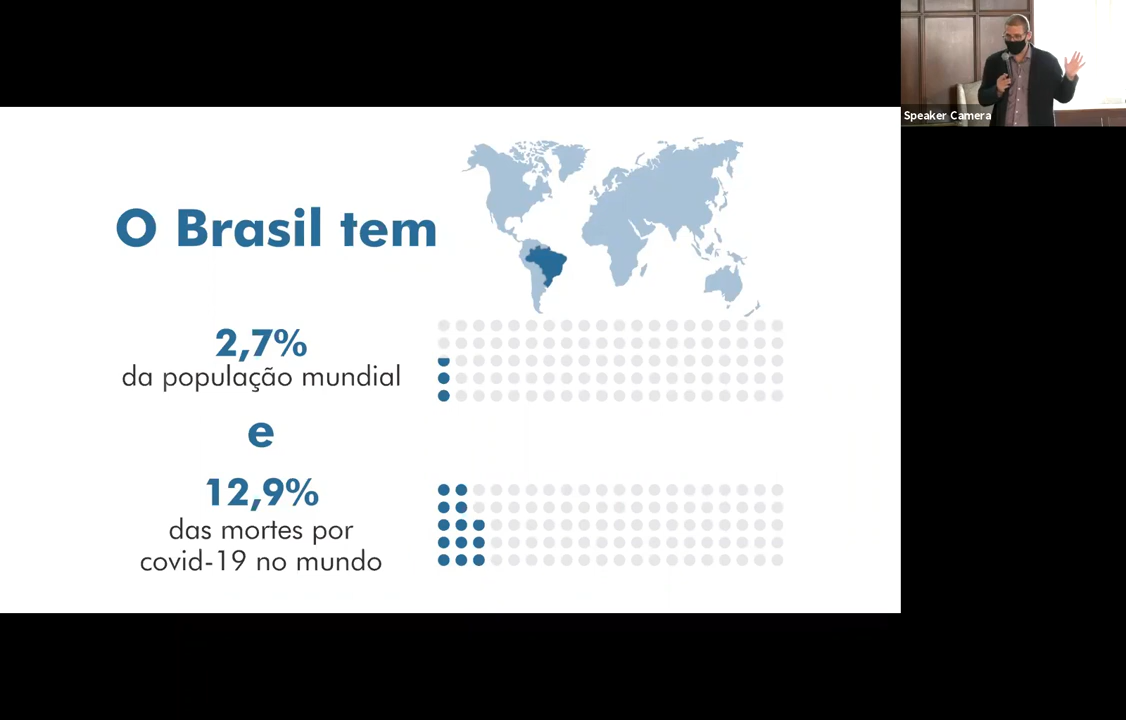 Speaker Camera
O Brasil tem
2,7%
da população mundial
e
12,9%
das mortes por
covid-19 no mundo